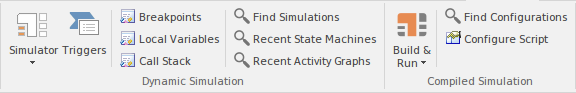 Simulator
Triggers
Breakpoints
Local Variables
Call Stack
Find Simulations
Recent State Machines
Recent Activity Graphs
Dynamic Simulation
Build &
Run
Find Configurations
Configure Script
Compiled Simulation